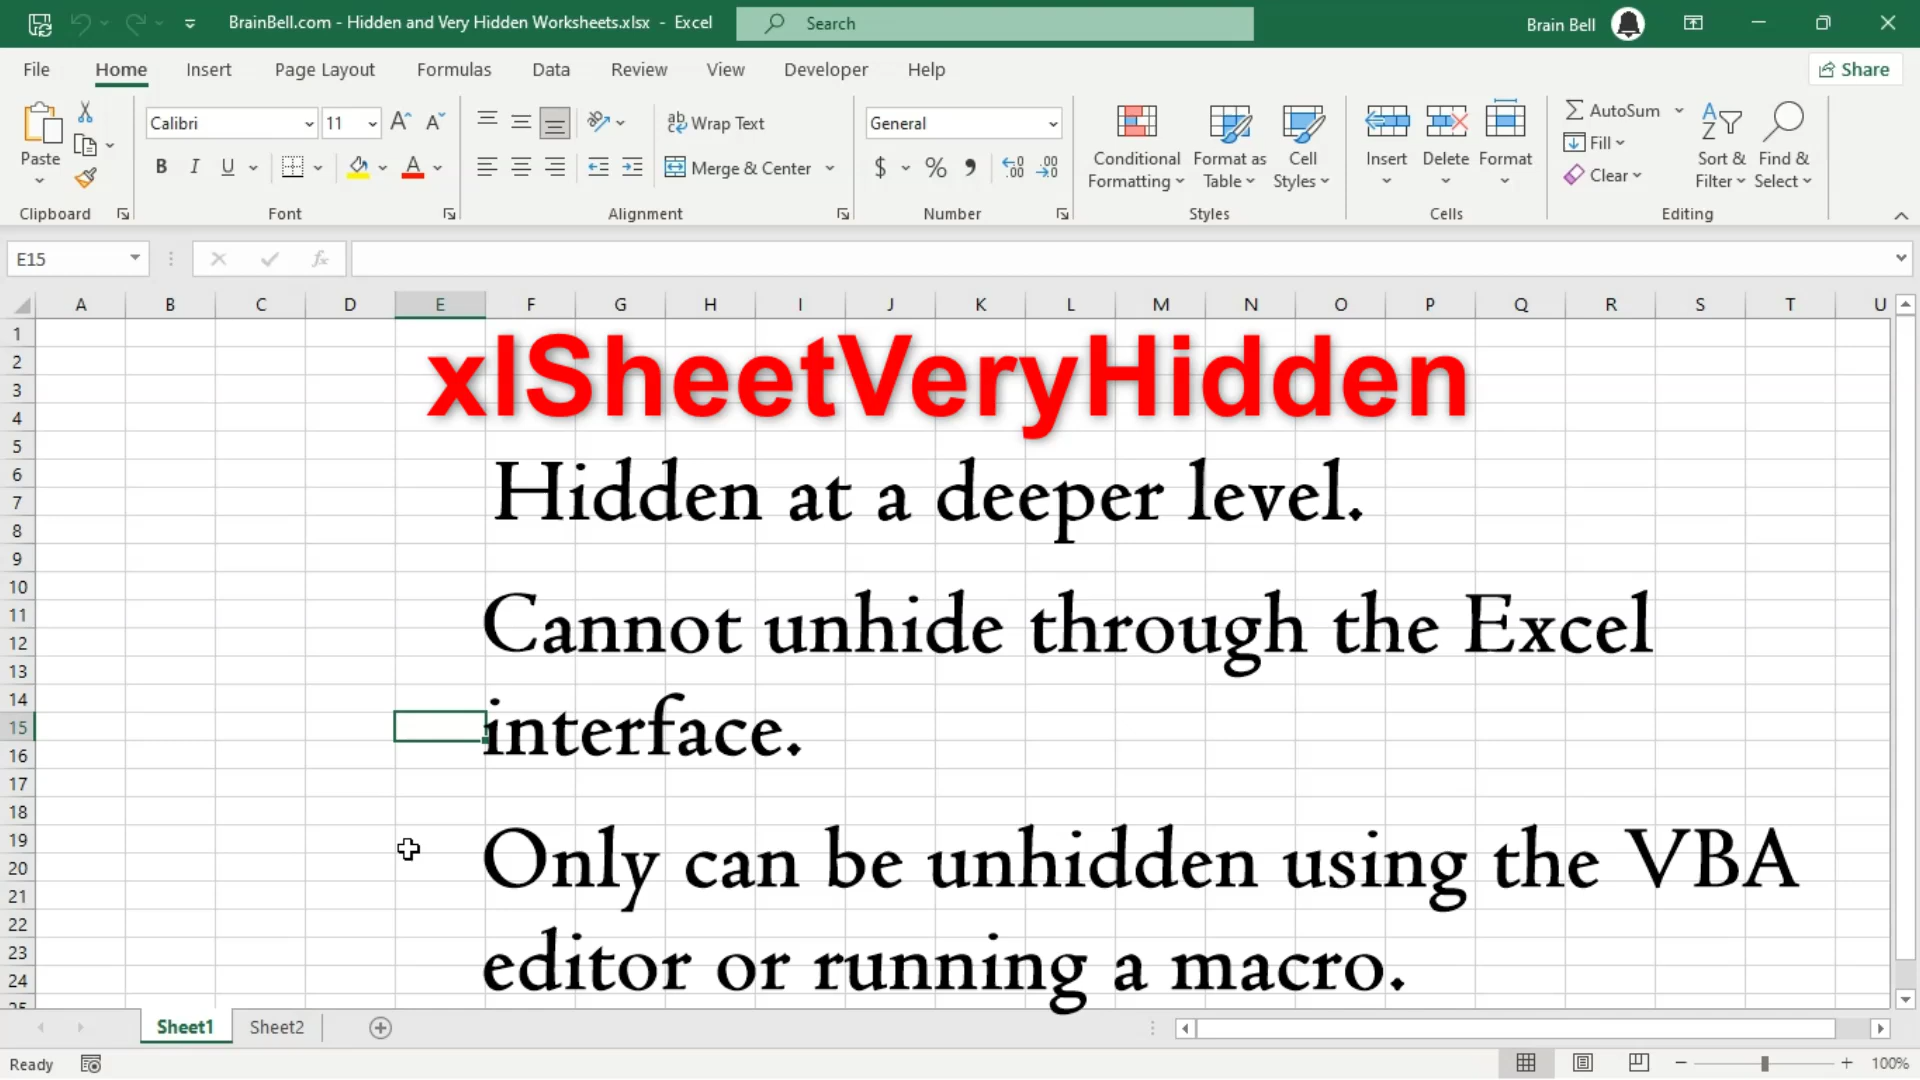 BrainBell.com - Hidden and Very Hidden Worksheets.xlsx - Excel
Search
Brain Bell
File Home Insert Page Layout Formulas Data Review View Developer Help
Share
Paste
Clipboard
Calibri 11
B I U
Font
ab Wrap Text
Merge & Center
Alignment
General
$ % ,
Number
Conditional Formatting
Format as Table
Cell Styles
Styles
Insert Delete Format
Cells
AutoSum
Fill
Clear
Sort & Filter
Find & Select
Editing
E15
fx
A B C D E F G H I J K L M N O P Q R S T U
1
2
3
4
5
6
7
8
9
10
11
12
13
14
15
16
17
18
19
20
21
22
23
24
25
xlSheetVeryHidden
Hidden at a deeper level.
Cannot unhide through the Excel
interface.
Only can be unhidden using the VBA
editor or running a macro.
Sheet1 Sheet2
Ready
100%